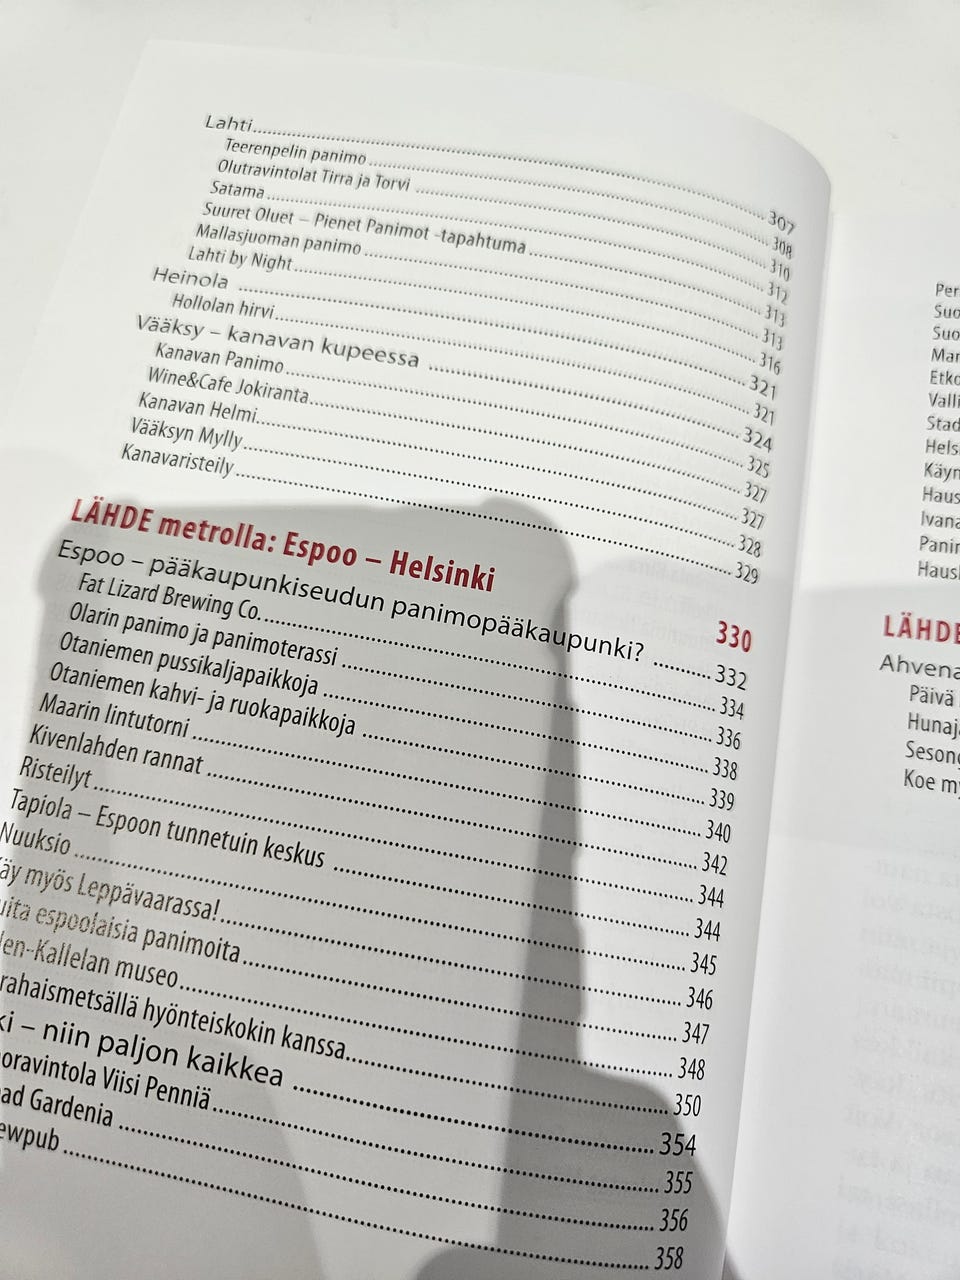 Lahti 307
Teerenpelin panimo 308
Olutravintolat Tirra ja Torvi 310
Satama 312
Suuret Oluet – Pienet Panimot -tapahtuma 313
Mallasjuoman panimo 313
Lahti by Night 316
Heinola 321
Hollolan hirvi 321
Vääksy – kanavan kupeessa 324
Kanavan Panimo 325
Wine&Cafe Jokiranta 327
Kanavan Helmi 327
Vääksyn Mylly 328
Kanavaristeily 329
LÄHDE metrolla: Espoo – Helsinki 330
Espoo – pääkaupunkiseudun panimopääkaupunki? 332
Fat Lizard Brewing Co. 334
Olarin panimo ja panimoterassi 336
Otaniemen pussikaljapaikkoja 338
Otaniemen kahvi- ja ruokapaikkoja 339
Maarin lintutorni 340
Kivenlahden rannat 342
Risteilyt 344
Tapiola – Espoon tunnetuin keskus 344
Nuuksio 345
äy myös Leppävaarassa! 346
uita espoolaisia panimoita 347
len-Kallelan museo 348
rahaismetsällä hyönteiskokin kanssa 350
ki – niin paljon kaikkea 354
oravintola Viisi Penniä 355
ad Gardenia 356
ewpub 358
Per
Suo
Suo
Mar
Etko
Valli
Stad
Hels
Käyn
Haus
Ivana
Panin
Haus
LÄHDE
Ahvena
Päivä
Hunaj
Sesong
Koe my